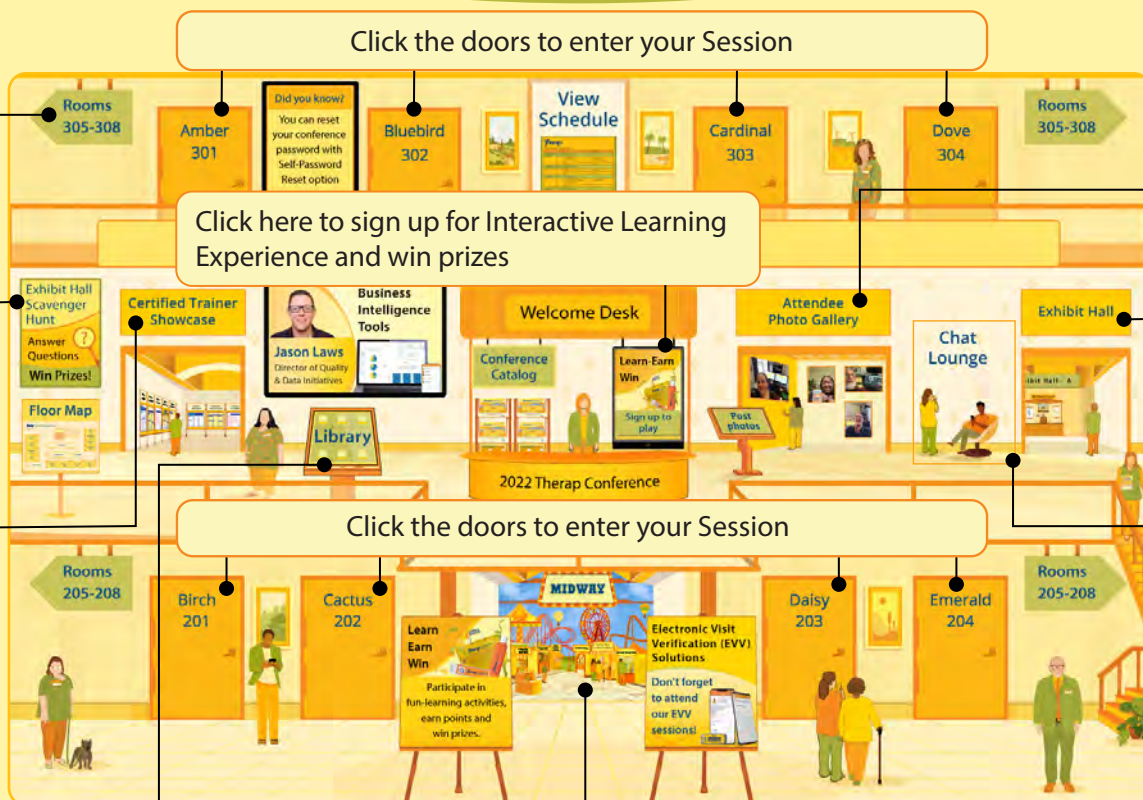 Click the doors to enter your Session
Rooms
305-308
Amber
301
Did you know?
You can reset
your conference
password with
Self-Password
Reset option
Bluebird
302
View
Schedule
Cardinal
303
Dove
304
Rooms
305-308
Click here to sign up for Interactive Learning
Experience and win prizes
Exhibit Hall
Scavenger
Hunt
Answer
Questions
?
Win Prizes!
Certified Trainer
Showcase
Business
Intelligence
Tools
Jason Laws
Director of Quality
& Data Initiatives
Welcome Desk
Conference
Catalog
Learn-Earn
Win
Sign up to
play
Attendee
Photo Gallery
Post
photos
Chat
Lounge
Exhibit Hall
Floor Map
Library
2022 Therap Conference
Click the doors to enter your Session
Rooms
205-208
Birch
201
Cactus
202
Learn
Earn
Win
Participate in
fun-learning activities,
earn points and
win prizes.
MIDWAY
Electronic Visit
Verification (EVV)
Solutions
Don't forget
to attend
our EVV
sessions!
Daisy
203
Emerald
204
Rooms
205-208